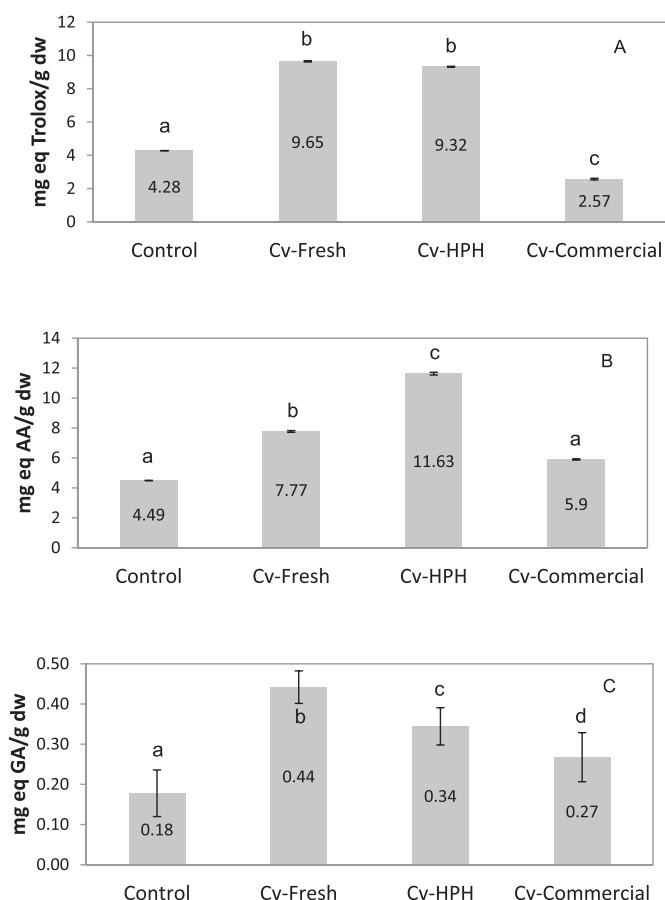 mg eq Trolox/g dw
12
10
8
6
4
2
0
A
a
b
b
c
4.28
9.65
9.32
2.57
Control Cv-Fresh Cv-HPH Cv-Commercial
mg eq AA/g dw
14
12
10
8
6
4
2
0
B
a
b
c
a
4.49
7.77
11.63
5.9
Control Cv-Fresh Cv-HPH Cv-Commercial
mg eq GA/g dw
0.50
0.40
0.30
0.20
0.10
0.00
C
a
b
c
d
0.18
0.44
0.34
0.27
Control Cv-Fresh Cv-HPH Cv-Commercial